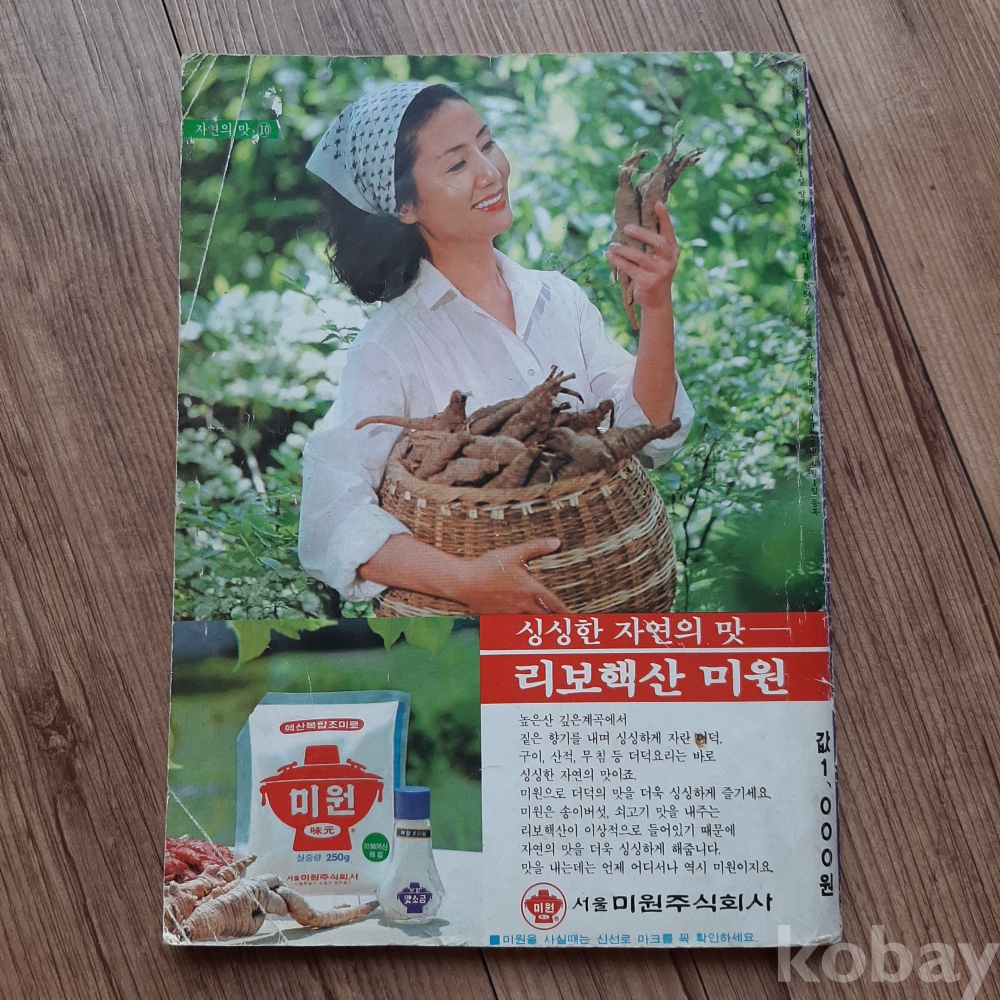 자연의 맛 ⑩
싱싱한 자연의 맛—
리보핵산 미원
높은산 깊은계곡에서
짙은 향기를 내며 싱싱하게 자란 더덕.
구이, 산적, 무침 등 더덕요리는 바로
싱싱한 자연의 맛이죠.
미원으로 더덕의 맛을 더욱 싱싱하게 즐기세요.
미원은 송이버섯, 쇠고기 맛을 내주는
리보핵산이 이상적으로 들어있기 때문에
자연의 맛을 더욱 싱싱하게 해줍니다.
맛을 내는데는 언제 어디서나 역시 미원이지요.
미원
서울 미원주식회사
■미원을 사실때는 신선로 마크를 꼭 확인하세요.
값 1,000원
핵산복합조미료
미원
味元
실중량 250g
서울 미원주식회사
맛소금
kobay